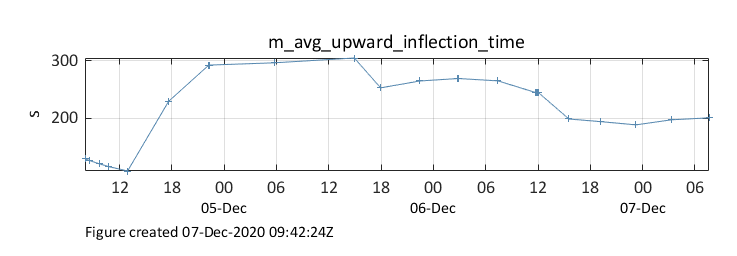 m_avg_upward_inflection_time
300
200
s
12 18 00 06 12 18 00 06 12 18 00 06
05-Dec 06-Dec 07-Dec
Figure created 07-Dec-2020 09:42:24Z